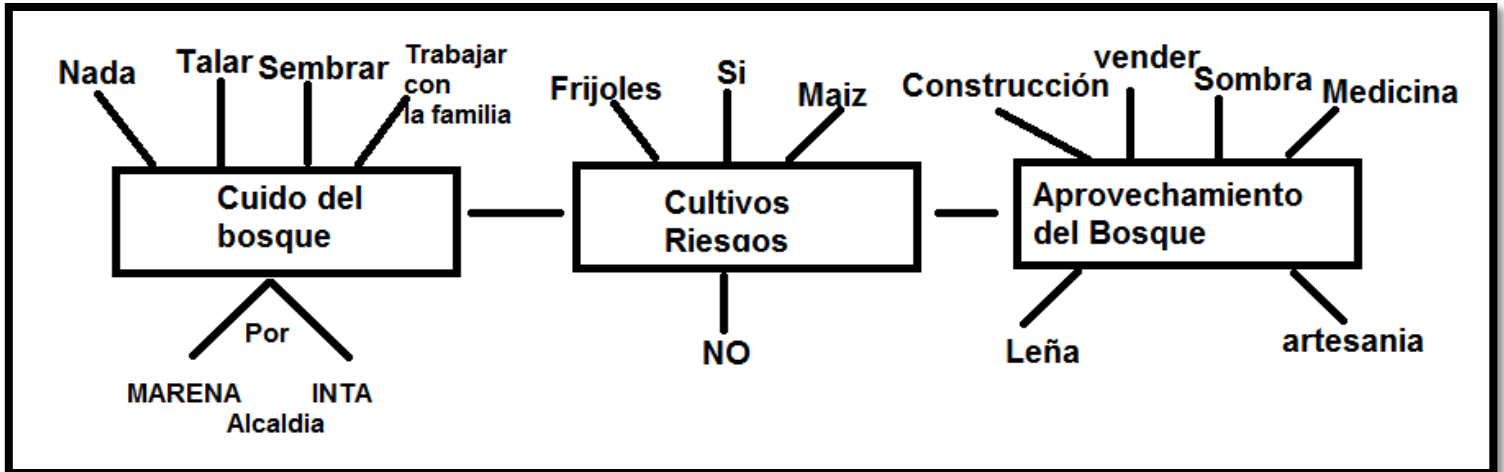 Nada
Talar
Sembrar
Trabajar
con
la familia
Cuido del
bosque
Por
MARENA
INTA
Alcaldia
Frijoles
Si
Maiz
Cultivos
Riesgos
NO
Construcción
vender
Sombra
Medicina
Aprovechamiento
del Bosque
Leña
artesania